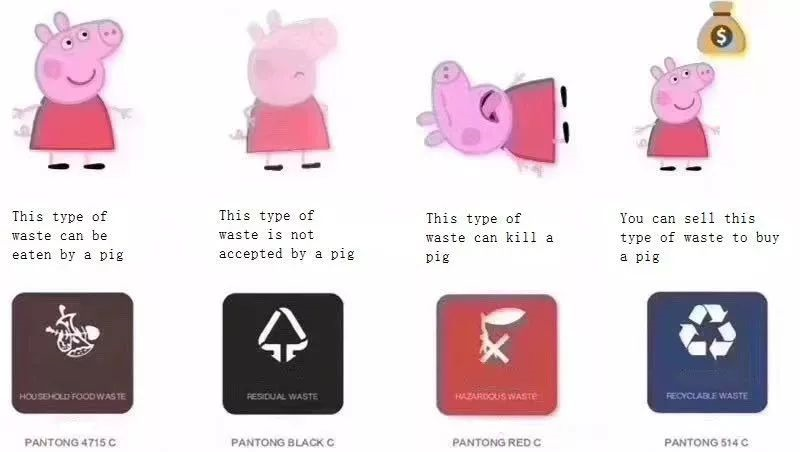 $
This type of
waste can be
eaten by a pig
This type of
waste is not
accepted by a pig
This type of
waste can kill a
pig
You can sell this
type of waste to buy
a pig
HOUSEHOLD FOOD WASTE
RESIDUAL WASTE
HAZARDOUS WASTE
RECYCLABLE WASTE
PANTONG 4715 C
PANTONG BLACK C
PANTONG RED C
PANTONG 514 C